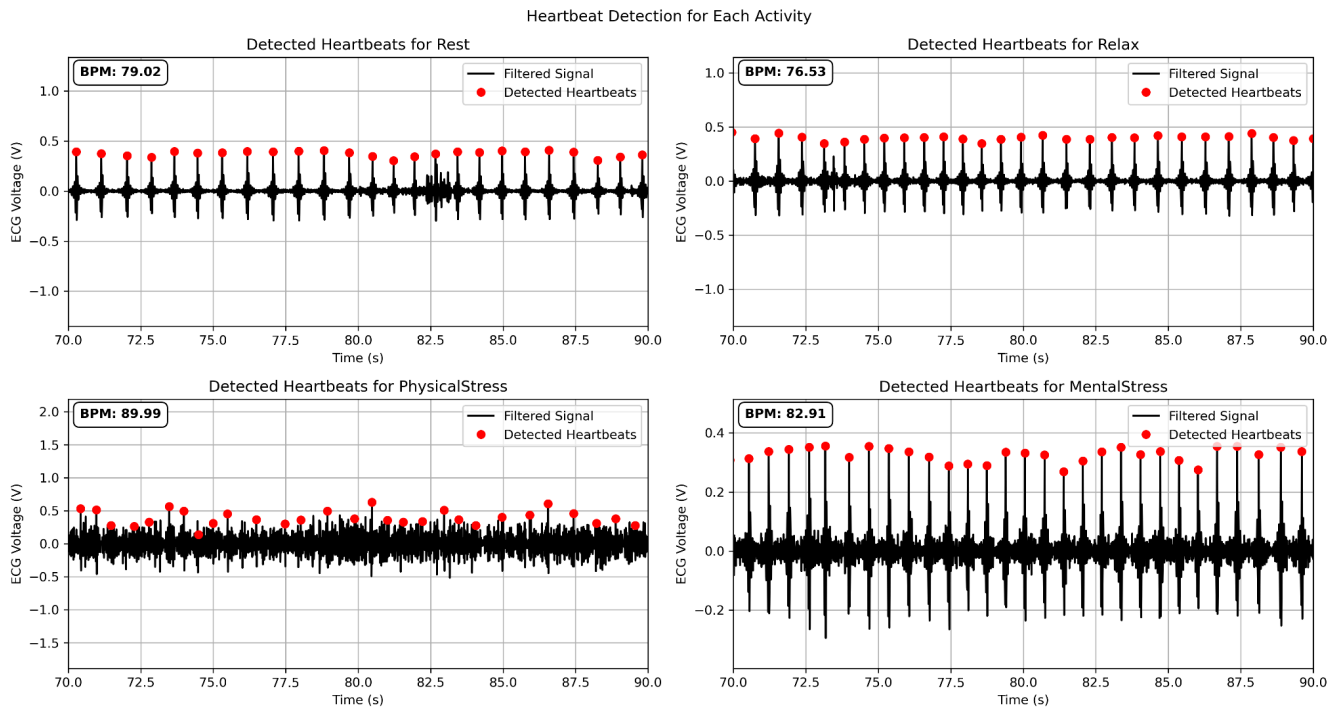 Heartbeat Detection for Each Activity
Detected Heartbeats for Rest
BPM: 79.02
Filtered Signal
Detected Heartbeats
ECG Voltage (V)
1.0
0.5
0.0
−0.5
−1.0
70.0 72.5 75.0 77.5 80.0 82.5 85.0 87.5 90.0
Time (s)
Detected Heartbeats for Relax
BPM: 76.53
Filtered Signal
Detected Heartbeats
ECG Voltage (V)
1.0
0.5
0.0
−0.5
−1.0
70.0 72.5 75.0 77.5 80.0 82.5 85.0 87.5 90.0
Time (s)
Detected Heartbeats for PhysicalStress
BPM: 89.99
Filtered Signal
Detected Heartbeats
ECG Voltage (V)
2.0
1.5
1.0
0.5
0.0
−0.5
−1.0
−1.5
70.0 72.5 75.0 77.5 80.0 82.5 85.0 87.5 90.0
Time (s)
Detected Heartbeats for MentalStress
BPM: 82.91
Filtered Signal
Detected Heartbeats
ECG Voltage (V)
0.4
0.2
0.0
−0.2
70.0 72.5 75.0 77.5 80.0 82.5 85.0 87.5 90.0
Time (s)